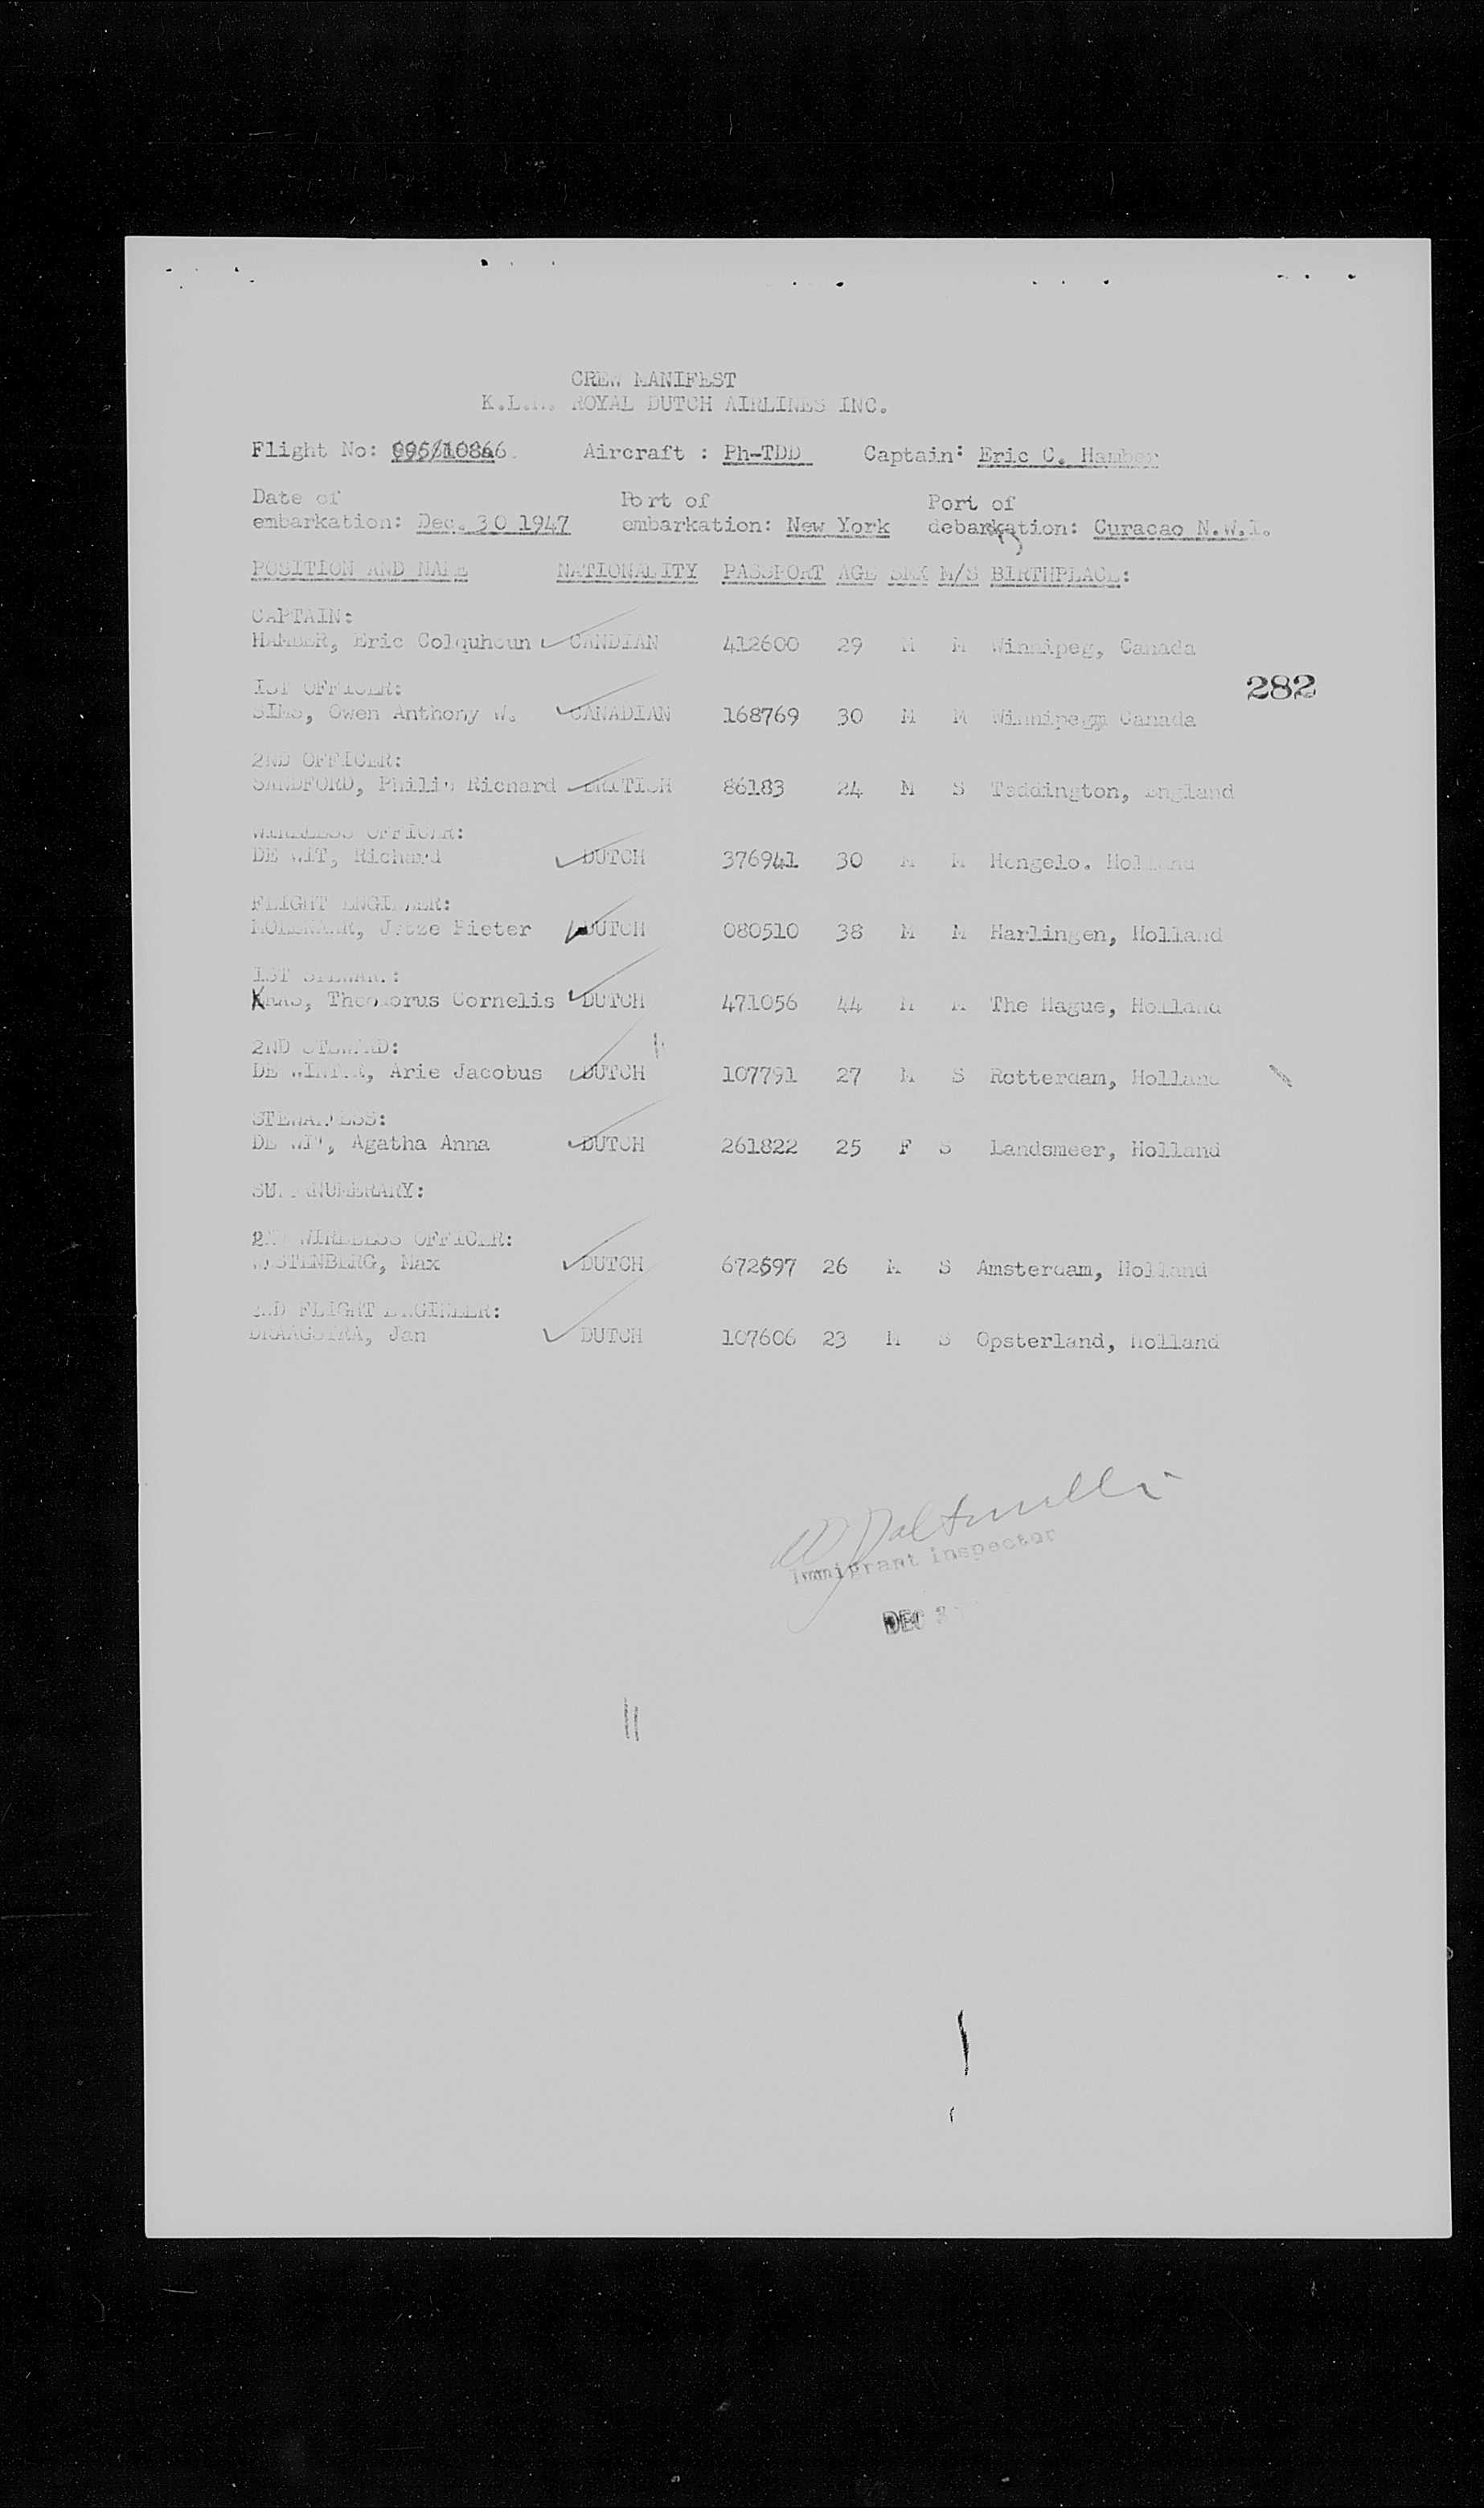 CREW MANIFEST
K.L.M. ROYAL DUTCH AIRLINES INC.
Flight No: Aircraft : Ph-TDD Captain: Eric C. Hamber
Date of Port of Port of
embarkation: Dec. 30 1947 embarkation: New York debarkation: Curacao N.W.I.
POSITION AND NAME NATIONALITY PASSPORT AGE SEX M/S BIRTHPLACE:
CAPTAIN:
HAMBER, Eric Colquhoun CANDIAN 412600 29 M M Winnipeg, Canada
282
1ST OFFICER:
SIMS, Owen Anthony W. CANADIAN 168769 30 M M Winnipeg Canada
2ND OFFICER:
SANDFORD, Philip Richard BRITISH 86183 24 M S Teddington, England
WIRELESS OFFICER:
DE WIT, Richard DUTCH 376941 30 M M Hengelo. Holland
FLIGHT ENGINEER:
MOLENAAR, Jitze Pieter DUTCH 080510 38 M M Harlingen, Holland
1ST STEWARD:
KRAS, Theodorus Cornelis DUTCH 471056 44 M M The Hague, Holland
2ND STEWARD:
DE WINTER, Arie Jacobus DUTCH 107791 27 M S Rotterdam, Holland
STEWARDESS:
DE WIT, Agatha Anna DUTCH 261822 25 F S Landsmeer, Holland
SUPERNUMERARY:
2ND WIRELESS OFFICER:
WESTENBERG, Max DUTCH 672597 26 M S Amsterdam, Holland
2ND FLIGHT ENGINEER:
DRAAGSTRA, Jan DUTCH 107606 23 M S Opsterland, Holland
Immigrant Inspector
DEC